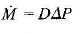 Ṁ = DΔP